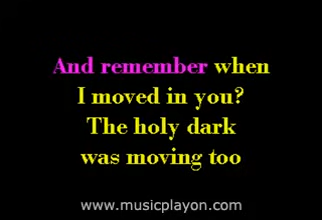 And remember when
I moved in you?
The holy dark
was moving too
www.musicplayon.com